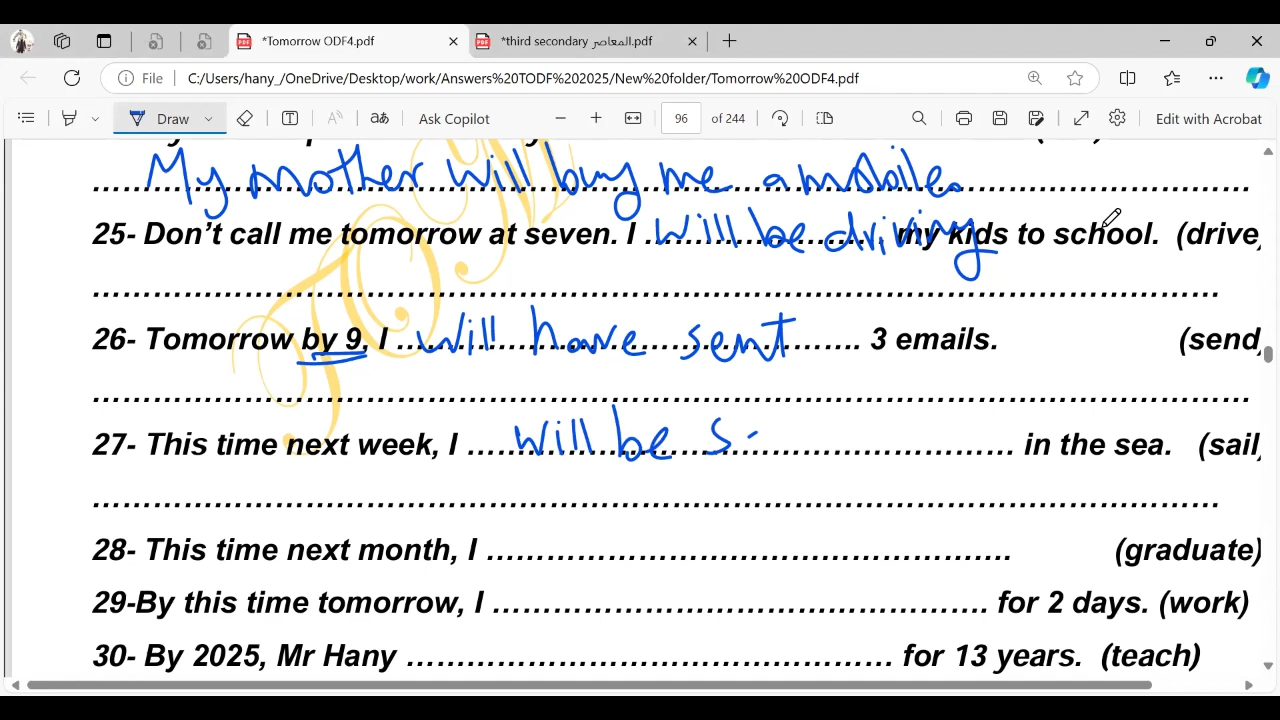 *Tomorrow ODF4.pdf
*third secondary المعاصر.pdf
File C:/Users/hany_/OneDrive/Desktop/work/Answers%20TODF%202025/New%20folder/Tomorrow%20ODF4.pdf
Draw Ask Copilot 96 of 244 Edit with Acrobat
My mother will buy me a mobile.
25- Don't call me tomorrow at seven. I will be driving my kids to school. (drive)
26- Tomorrow by 9, I will have sent 3 emails. (send)
27- This time next week, I will be s in the sea. (sail)
28- This time next month, I ……………………………………. (graduate)
29-By this time tomorrow, I ……………………………………. for 2 days. (work)
30- By 2025, Mr Hany ……………………………………. for 13 years. (teach)